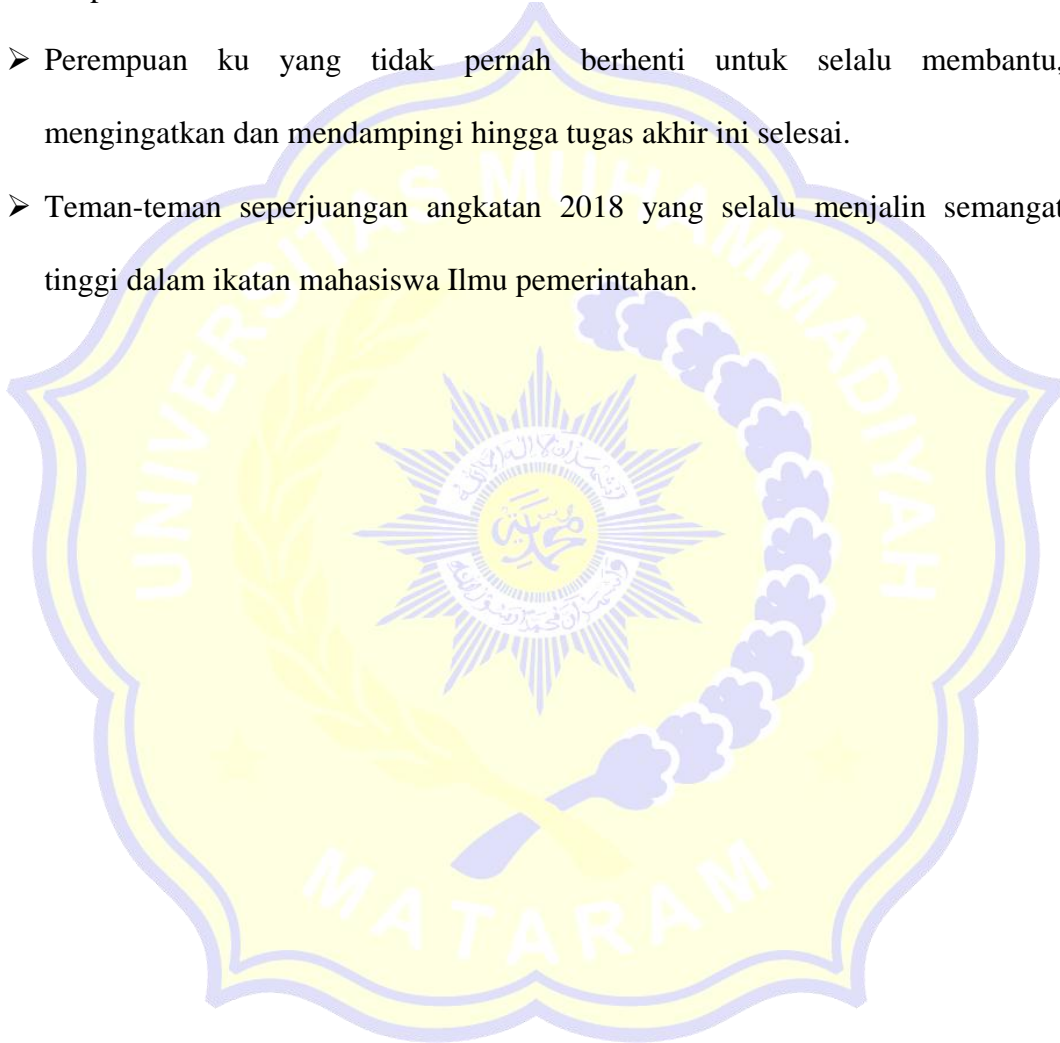 ➢ Perempuan ku yang tidak pernah berhenti untuk selalu membantu,
mengingatkan dan mendampingi hingga tugas akhir ini selesai.
➢ Teman-teman seperjuangan angkatan 2018 yang selalu menjalin semangat
tinggi dalam ikatan mahasiswa Ilmu pemerintahan.
UNIVERSITAS MUHAMMADIYAH
MATARAM